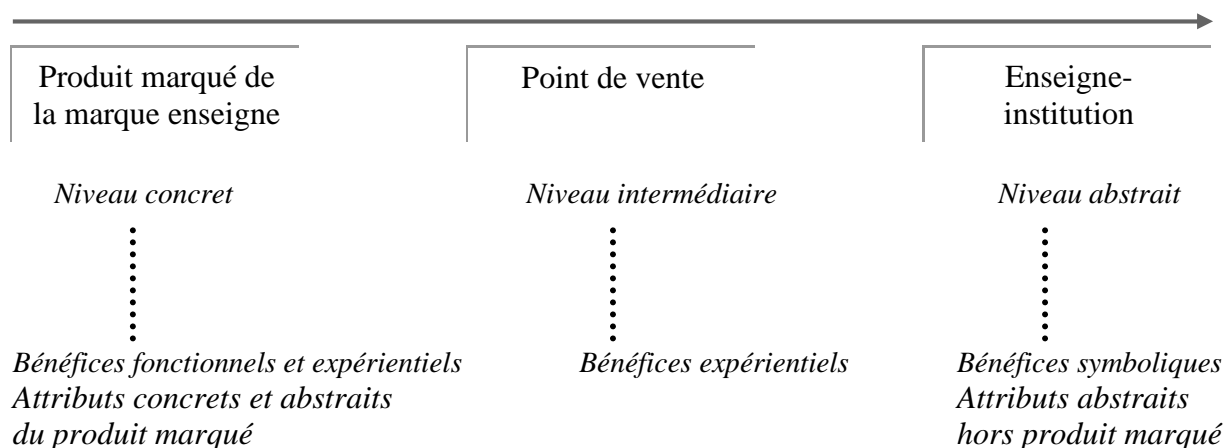 Produit marqué de
la marque enseigne
Point de vente
Enseigne-
institution
Niveau concret
Niveau intermédiaire
Niveau abstrait
Bénéfices fonctionnels et expérientiels
Attributs concrets et abstraits
du produit marqué
Bénéfices expérientiels
Bénéfices symboliques
Attributs abstraits
hors produit marqué